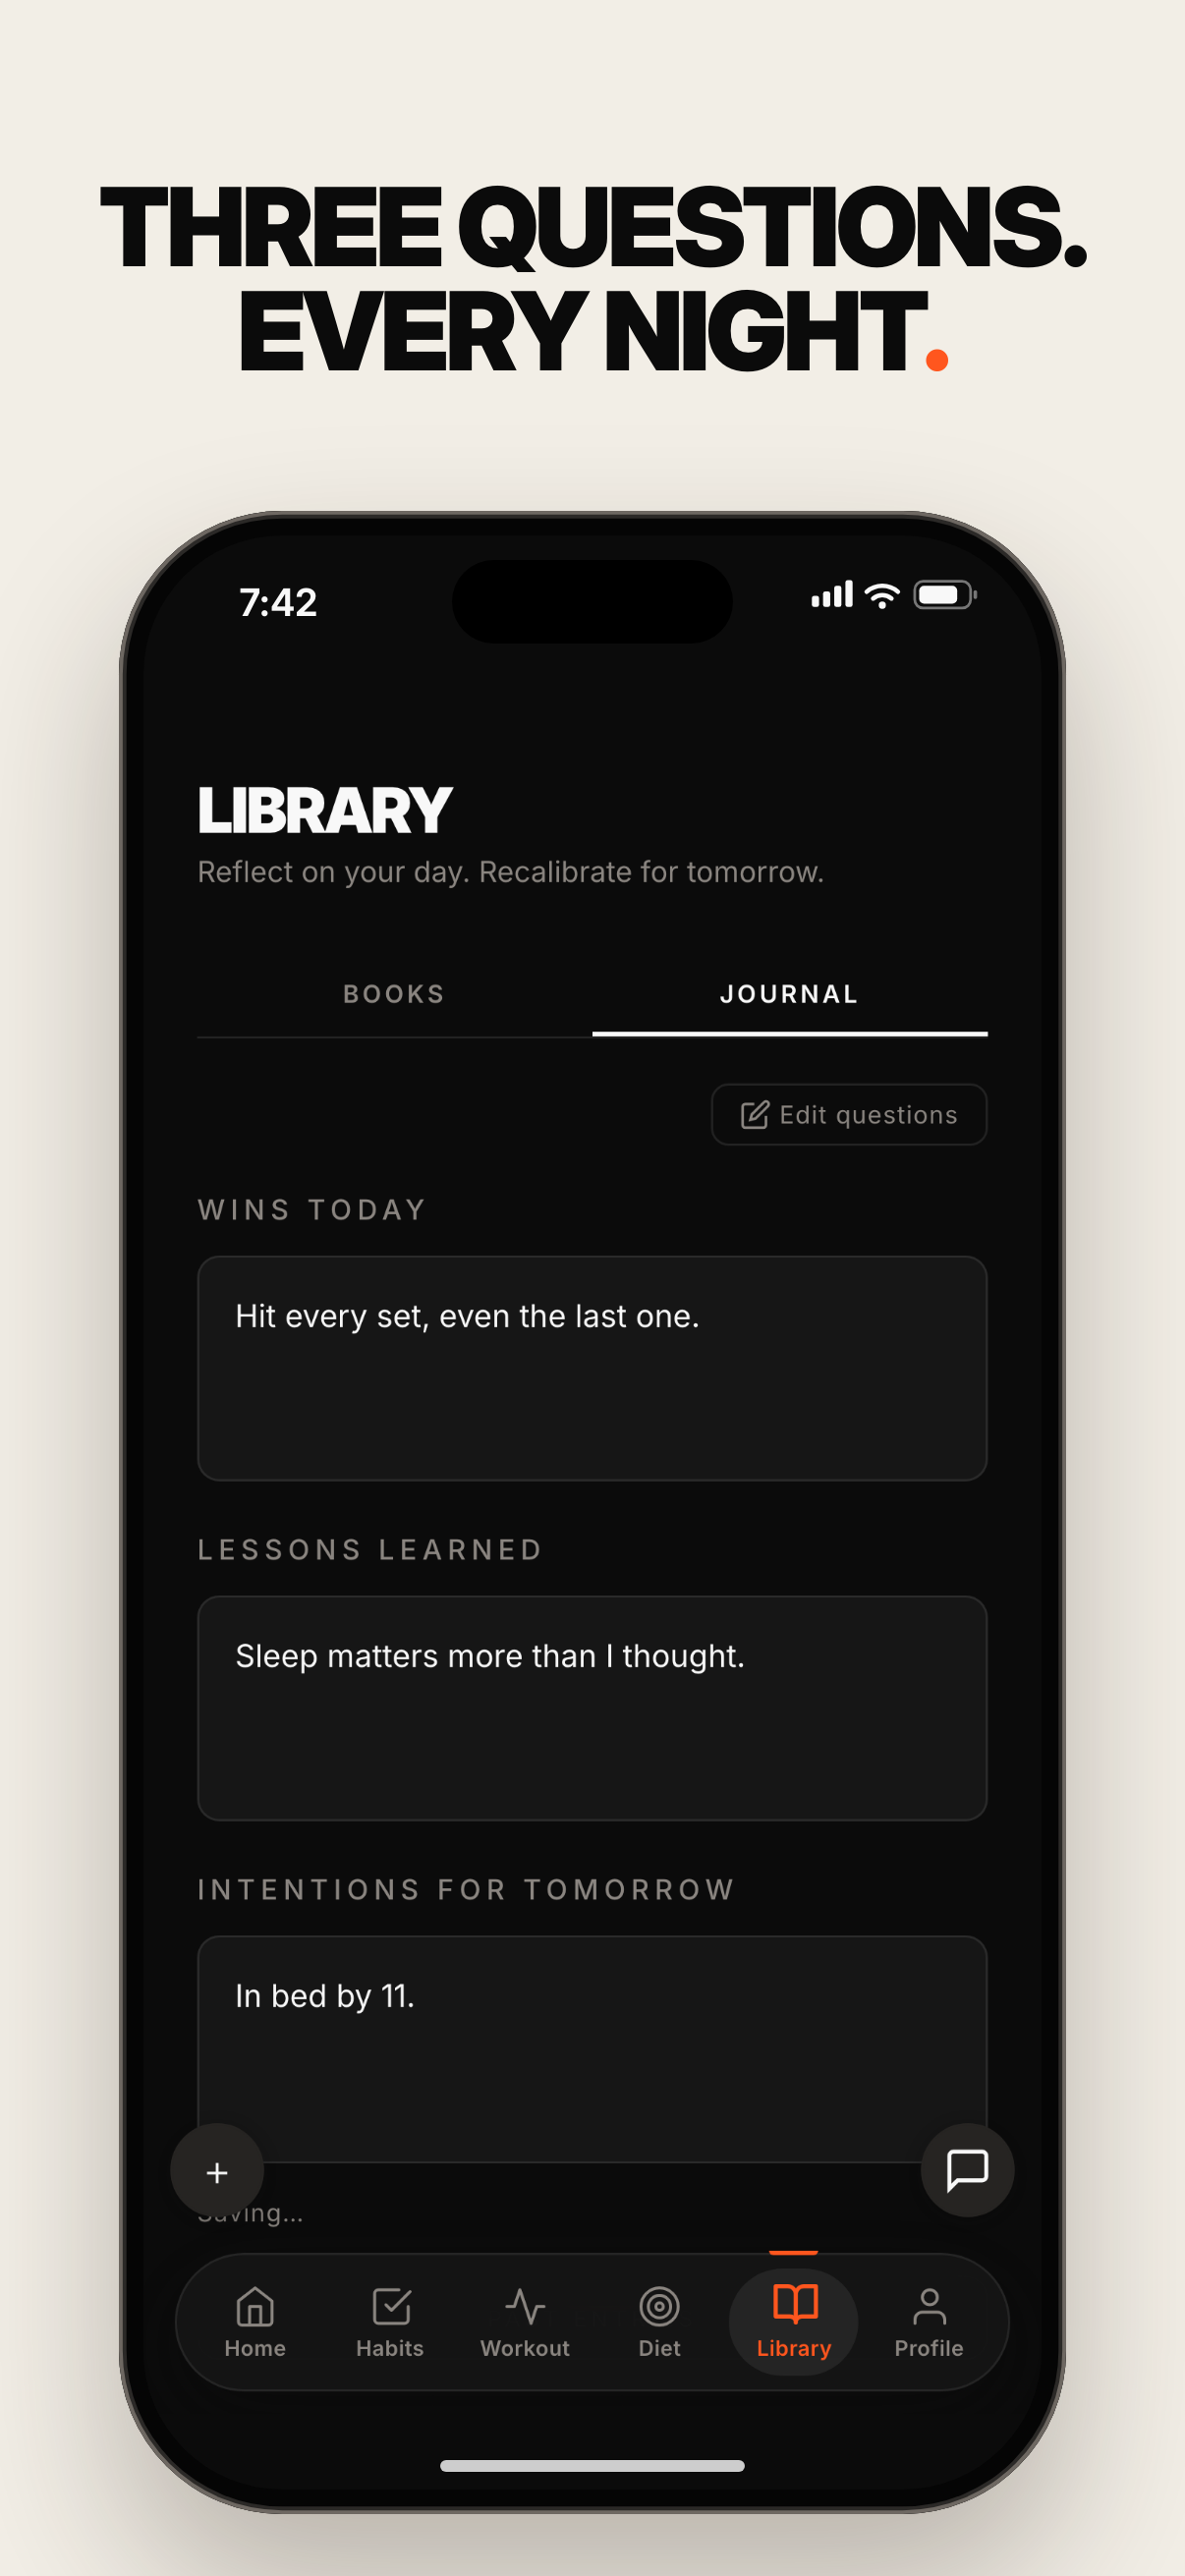 THREE QUESTIONS.
EVERY NIGHT.
7:42
LIBRARY
Reflect on your day. Recalibrate for tomorrow.
BOOKS JOURNAL
Edit questions
WINS TODAY
Hit every set, even the last one.
LESSONS LEARNED
Sleep matters more than I thought.
INTENTIONS FOR TOMORROW
In bed by 11.
+
Saving...
Home Habits Workout Diet Library Profile